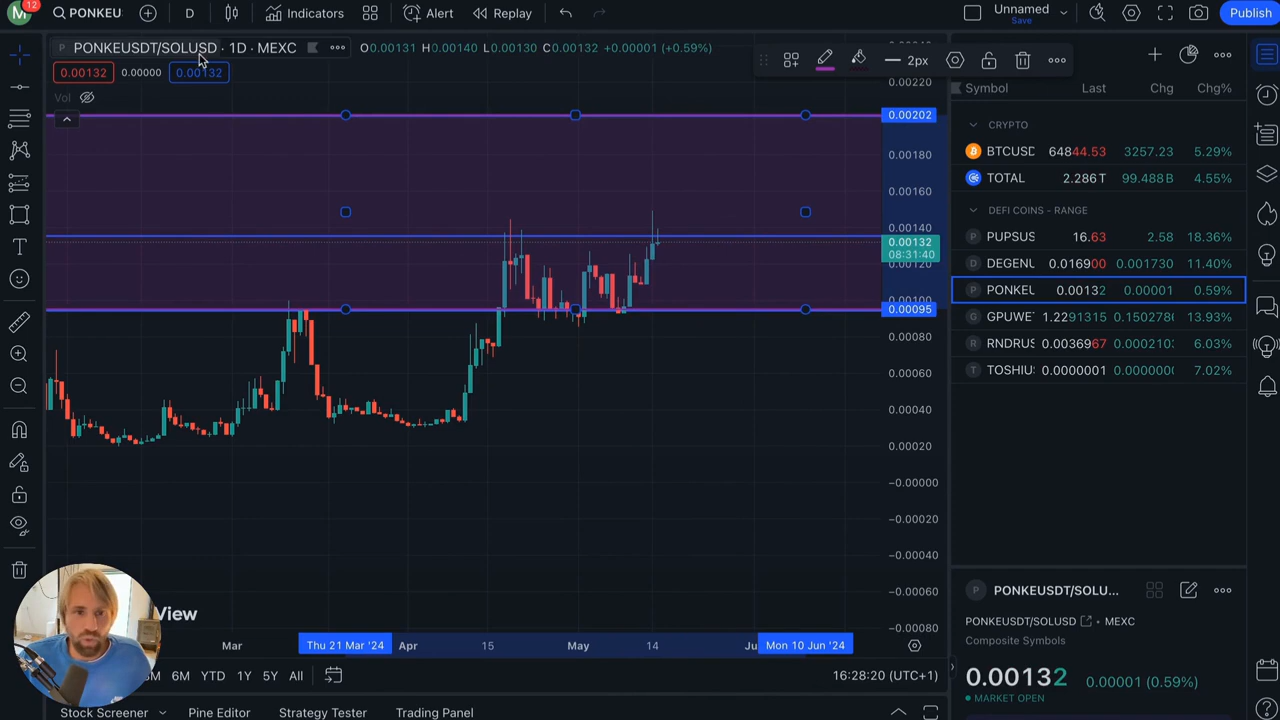 M 12 PONKEU D Indicators Alert Replay Unnamed Save Publish
P PONKEUSDT/SOLUSD · 1D · MEXC O0.00131 H0.00140 L0.00130 C0.00132 +0.00001 (+0.59%)
0.00132 0.00000 0.00132
Vol
2px
0.00220
0.00202
0.00180
0.00160
0.00140
0.00132
08:31:40
0.00120
0.00100
0.00095
0.00060
0.00040
0.00020
-0.00000
-0.00020
-0.00040
-0.00060
-0.00080
View
Mar Thu 21 Mar '24 Apr 15 May 14 Mon 10 Jun '24
6M YTD 1Y 5Y All 16:28:20 (UTC+1)
Stock Screener Pine Editor Strategy Tester Trading Panel
Symbol Last Chg Chg%
CRYPTO
BTCUSD 64844.53 3257.23 5.29%
TOTAL 2.286T 99.488B 4.55%
DEFI COINS - RANGE
P PUPSUS 16.63 2.58 18.36%
D DEGENU 0.016900 0.001730 11.40%
P PONKEU 0.00132 0.00001 0.59%
G GPUWE 1.2291315 0.1502786 13.93%
R RNDRUS 0.0036967 0.000210 6.03%
T TOSHIU 0.0000001 0.0000000 7.02%
P PONKEUSDT/SOLU...
PONKEUSDT/SOLUSD • MEXC
Composite Symbols
0.00132 0.00001 (0.59%)
MARKET OPEN